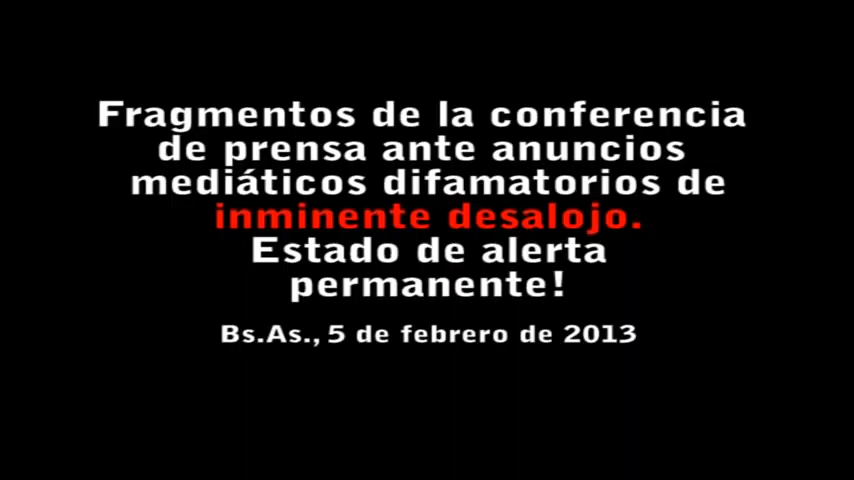 Fragmentos de la conferencia
de prensa ante anuncios
mediáticos difamatorios de
inminente desalojo.
Estado de alerta
permanente!
Bs.As., 5 de febrero de 2013